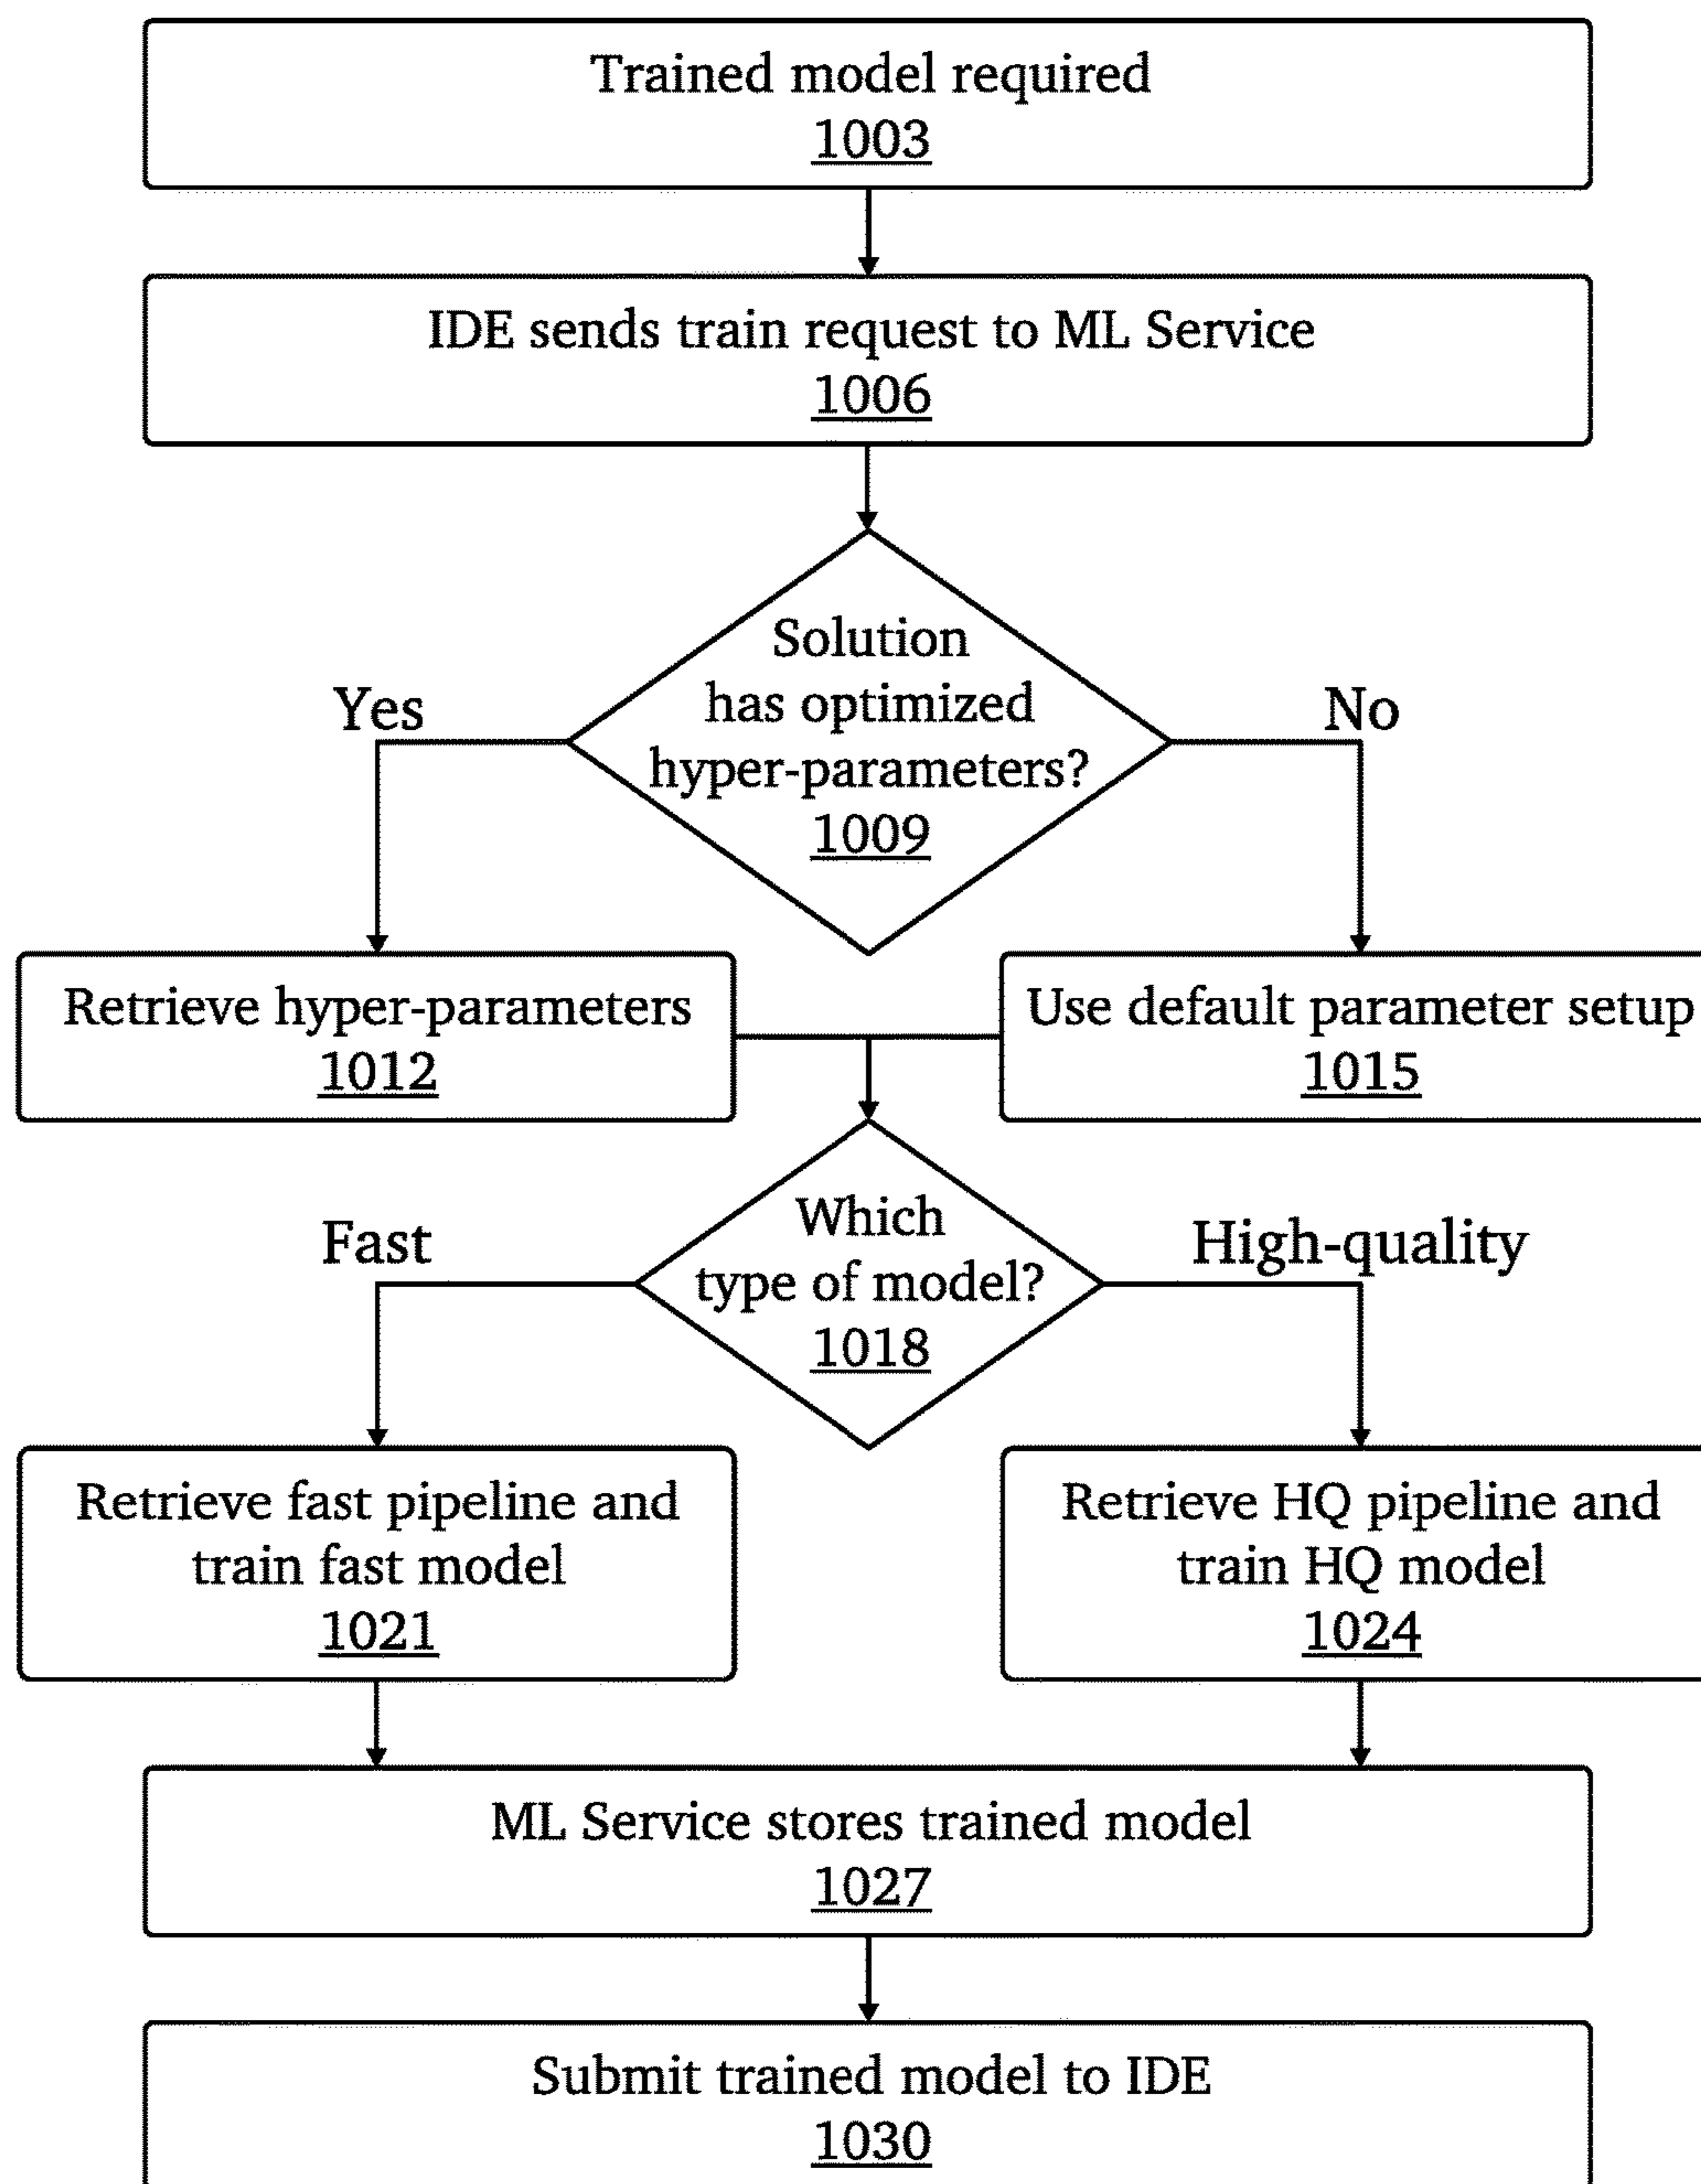 Trained model required
1003
IDE sends train request to ML Service
1006
Solution
has optimized
hyper-parameters?
1009
Yes
No
Retrieve hyper-parameters
1012
Use default parameter setup
1015
Which
type of model?
1018
Fast
High-quality
Retrieve fast pipeline and
train fast model
1021
Retrieve HQ pipeline and
train HQ model
1024
ML Service stores trained model
1027
Submit trained model to IDE
1030